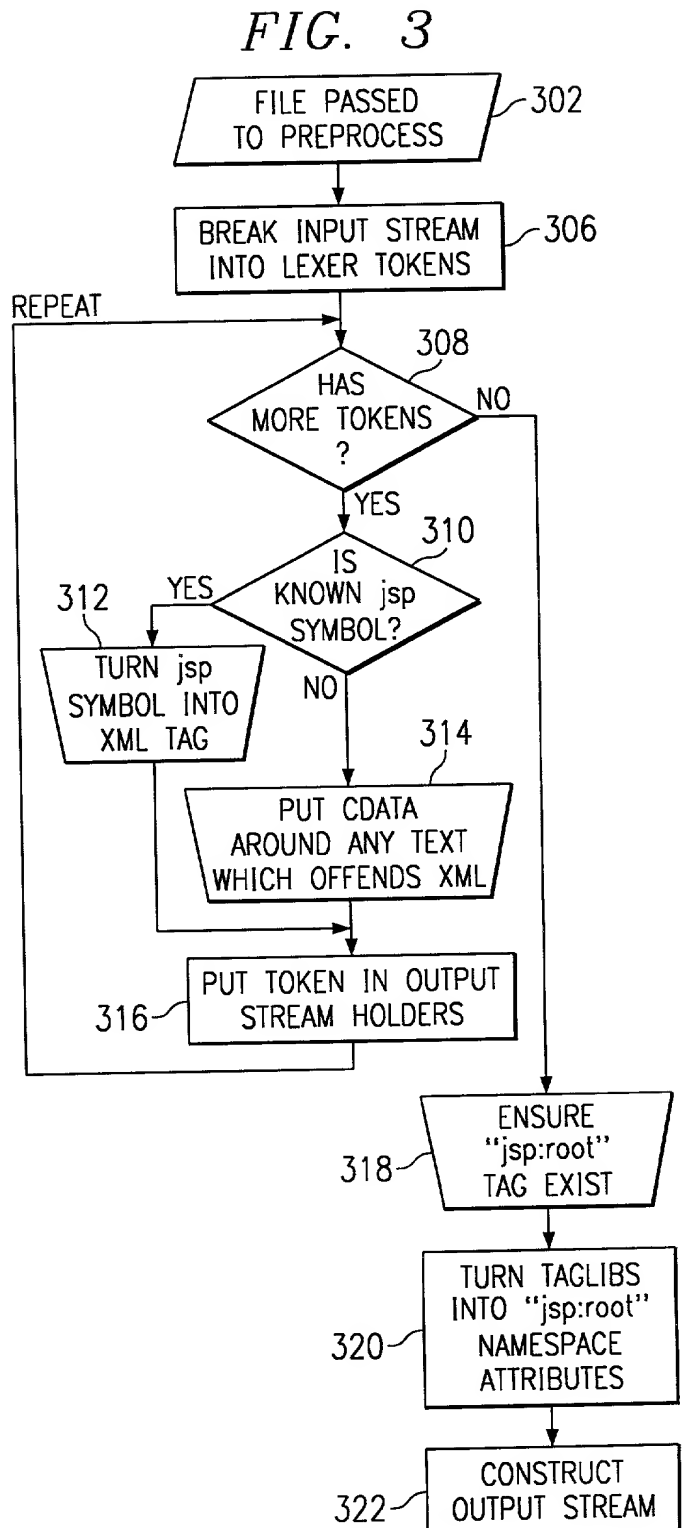 FIG. 3
FILE PASSED
TO PREPROCESS
302
BREAK INPUT STREAM
INTO LEXER TOKENS
306
REPEAT
308
HAS
MORE TOKENS
?
NO
YES
310
IS
KNOWN jsp
SYMBOL?
YES
312
TURN jsp
SYMBOL INTO
XML TAG
NO
314
PUT CDATA
AROUND ANY TEXT
WHICH OFFENDS XML
PUT TOKEN IN OUTPUT
STREAM HOLDERS
316
ENSURE
“jsp:root”
TAG EXIST
318
TURN TAGLIBS
INTO “jsp:root”
NAMESPACE
ATTRIBUTES
320
CONSTRUCT
OUTPUT STREAM
322